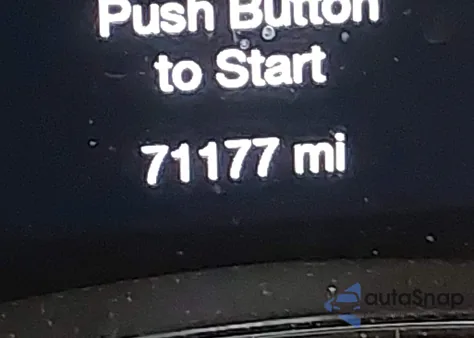 Push Button
to Start
71177 mi
autoSnap